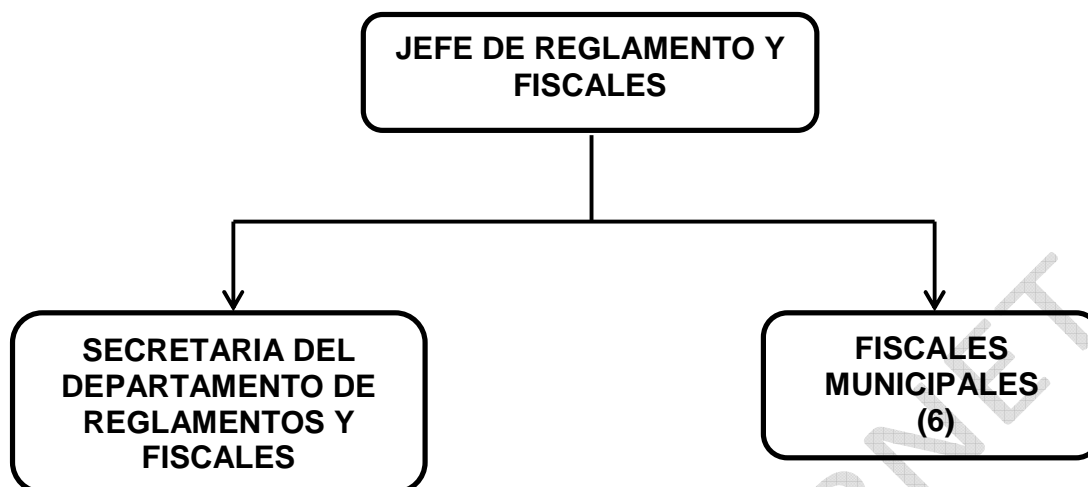 JEFE DE REGLAMENTO Y
FISCALES
SECRETARIA DEL
DEPARTAMENTO DE
REGLAMENTOS Y
FISCALES
FISCALES
MUNICIPALES
(6)